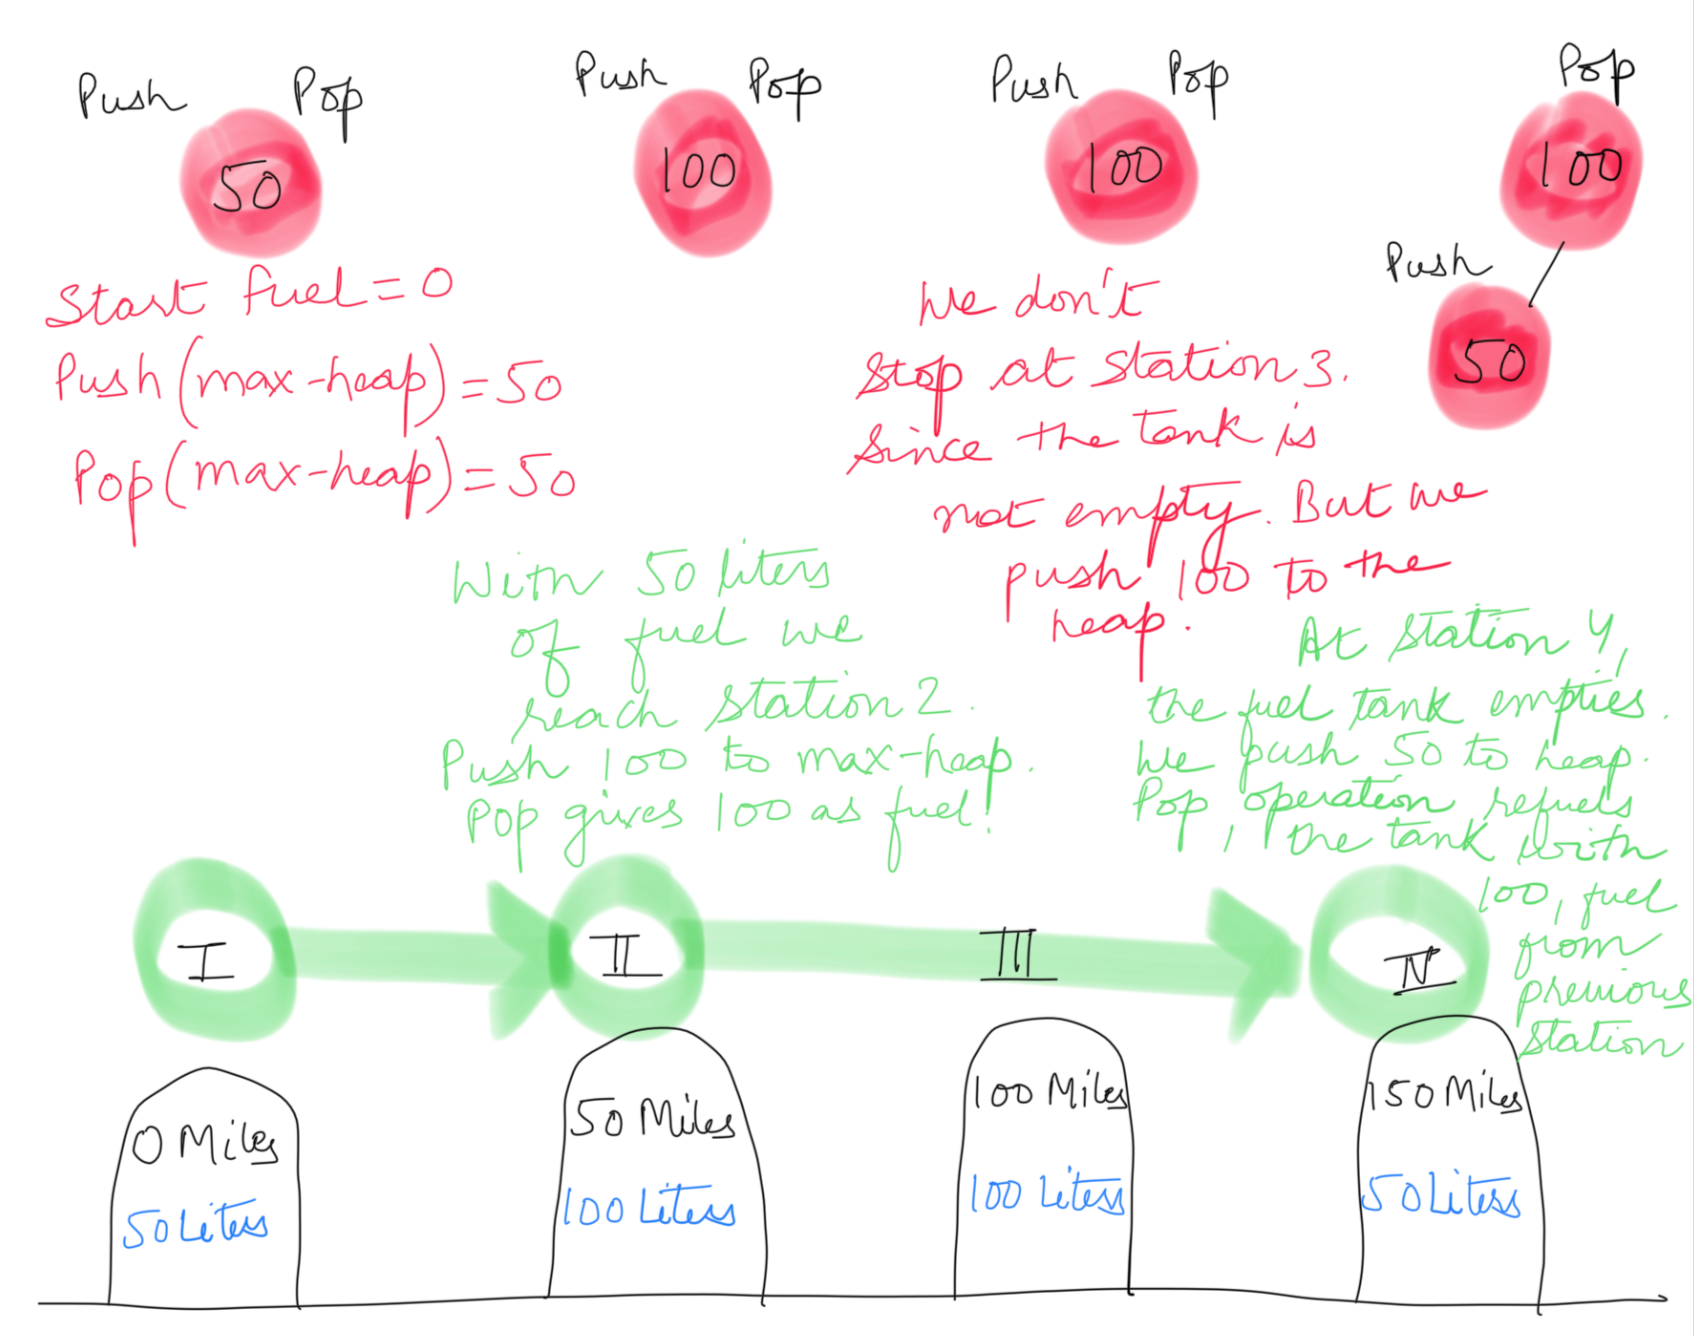 Push Pop
50
Push Pop
100
Push Pop
100
Pop
100
Push
50
Start fuel = 0
Push (max-heap) = 50
Pop (max-heap) = 50
We don't
stop at station 3.
Since the tank is
not empty. But we
push 100 to the
heap.
With 50 liters
of fuel we
reach station 2.
Push 100 to max-heap.
Pop gives 100 as fuel!
At station 4,
the fuel tank empties.
We push 50 to heap.
Pop operation refuels
, the tank with
100, fuel
from
previous
station
I
II
III
IV
0 Miles
50 Liters
50 Miles
100 Liters
100 Miles
100 Liters
150 Miles
50 Liters